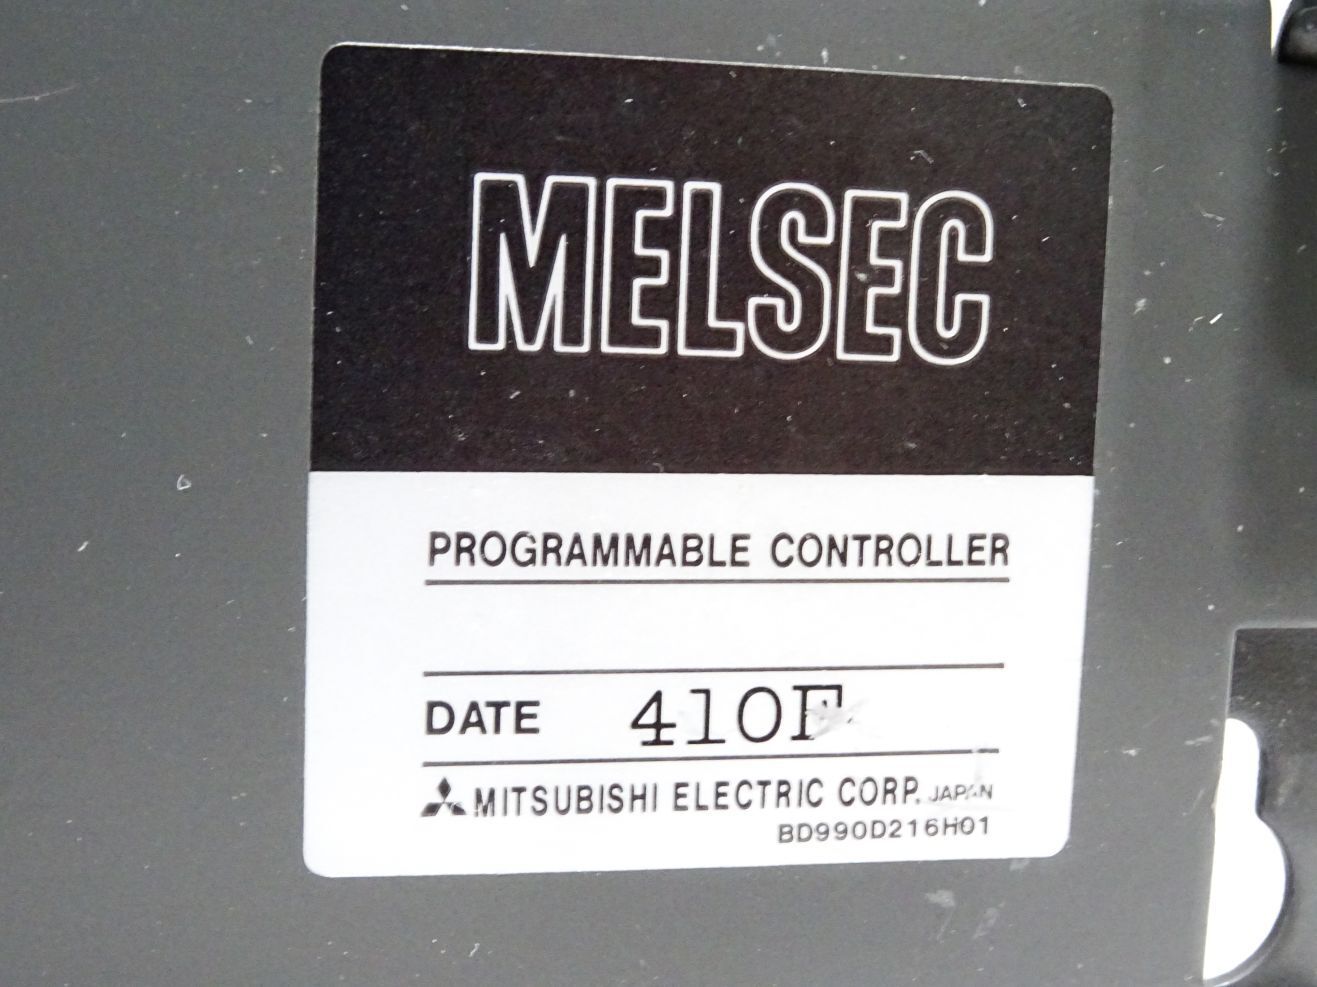 MELSEC
PROGRAMMABLE CONTROLLER
DATE 410F
MITSUBISHI ELECTRIC CORP. JAPAN
BD990D216H01